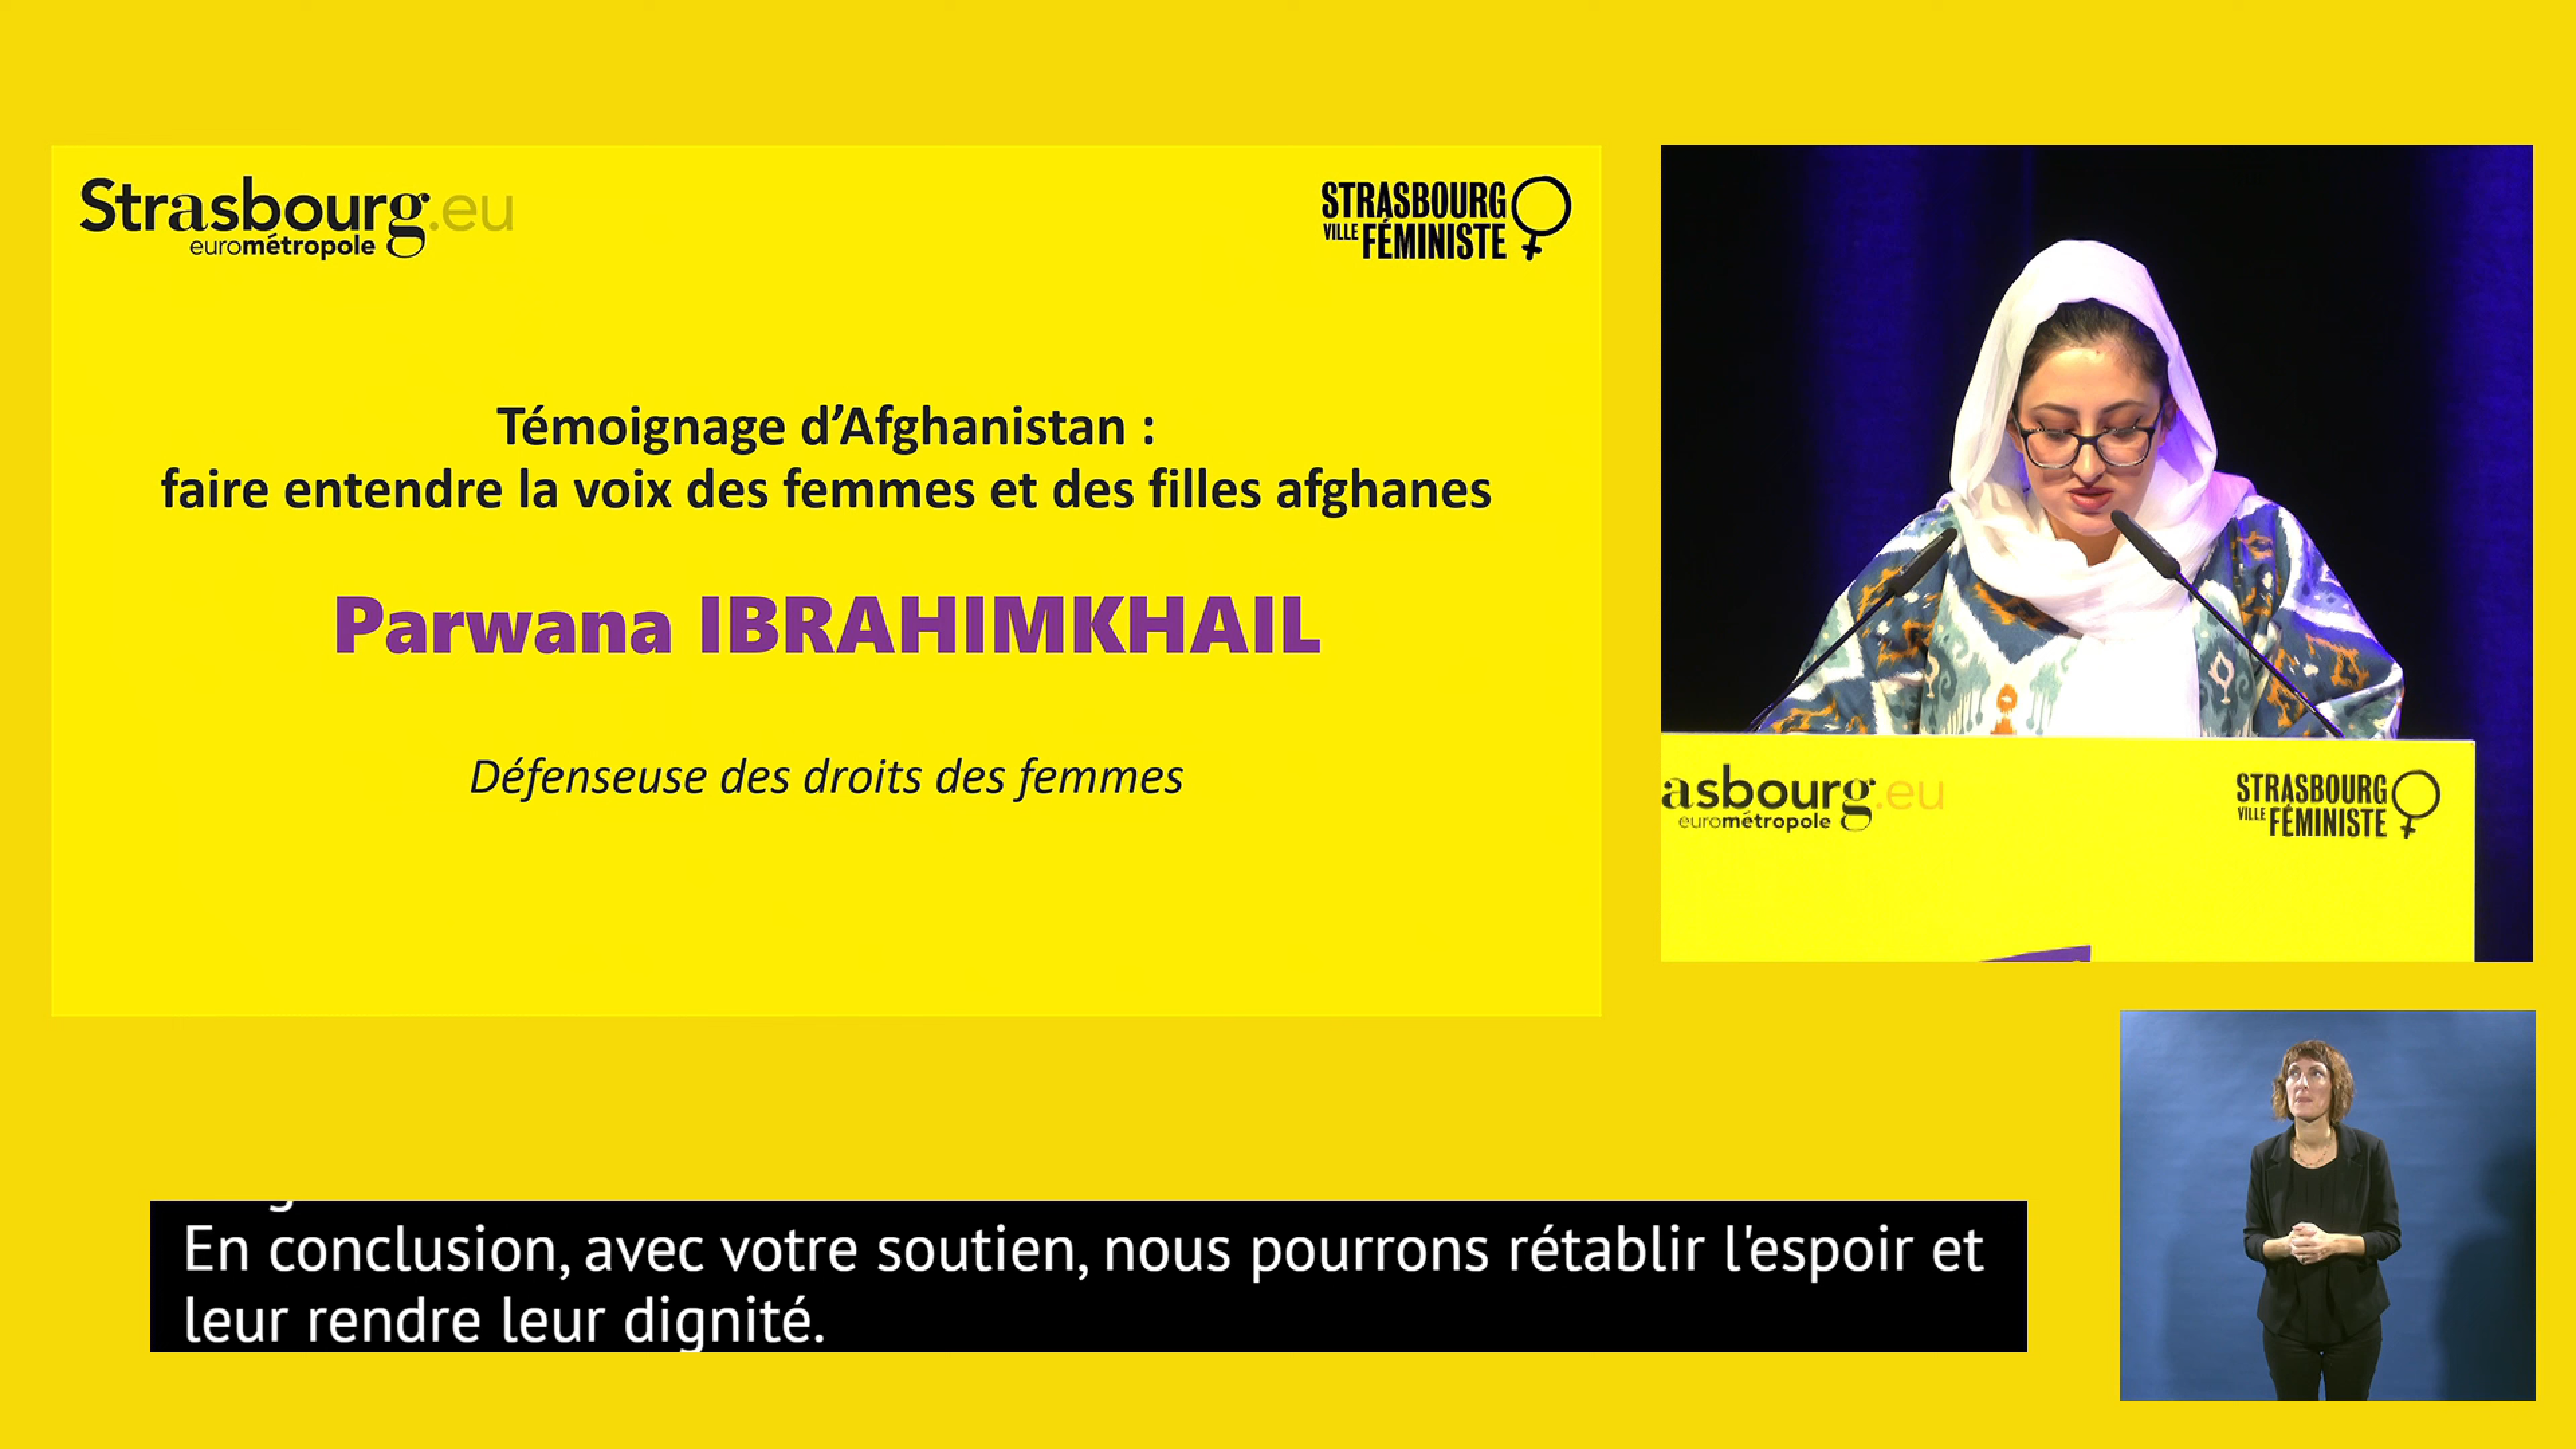 Strasbourg.eu
eurométropole
STRASBOURG
VILLE FÉMINISTE
Témoignage d’Afghanistan :
faire entendre la voix des femmes et des filles afghanes
Parwana IBRAHIMKHAIL
Défenseuse des droits des femmes
asbourg.eu
eurométropole
STRASBOURG
VILLE FÉMINISTE
En conclusion, avec votre soutien, nous pourrons rétablir l'espoir et
leur rendre leur dignité.